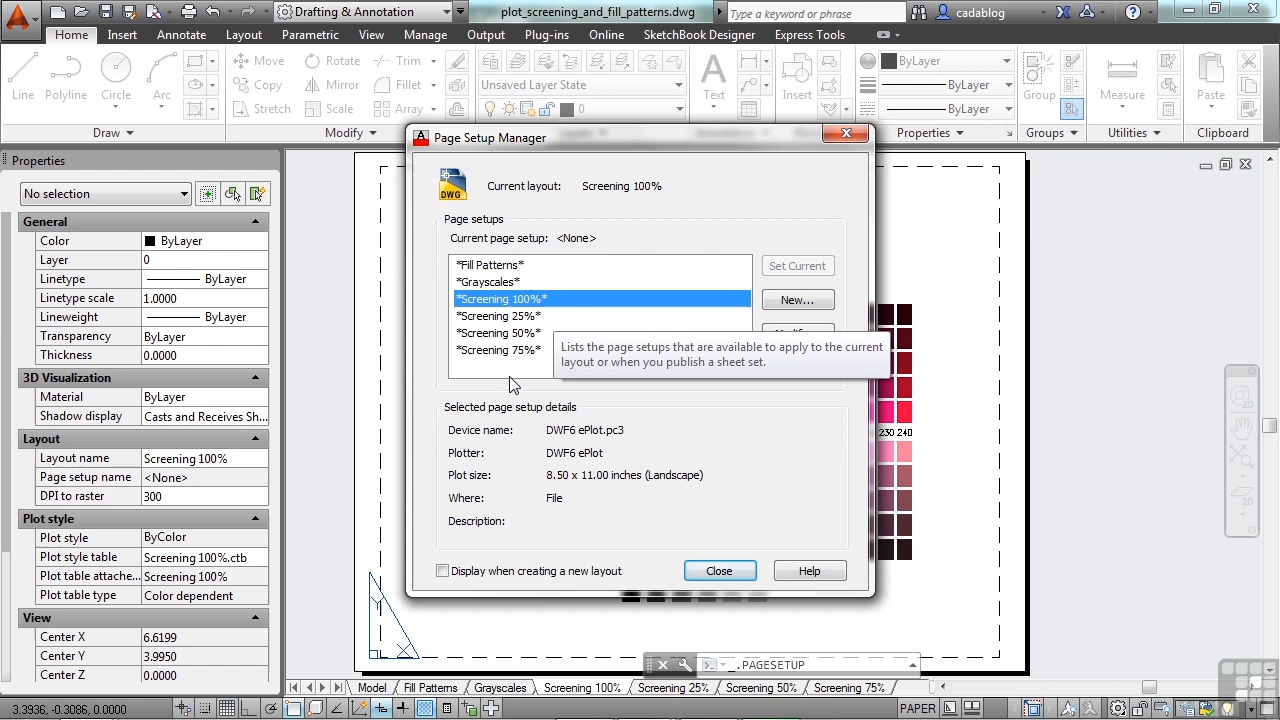 Drafting & Annotation
plot_screening_and_fill_patterns.dwg
Type a keyword or phrase
cadablog
Home Insert Annotate Layout Parametric View Manage Output Plug-ins Online SketchBook Designer Express Tools
Line
Polyline
Circle
Arc
Move
Rotate
Trim
Copy
Mirror
Fillet
Stretch
Scale
Array
Unsaved Layer State
0
Text
Insert
ByLayer
ByLayer
ByLayer
Group
Measure
Paste
Draw
Modify
Properties
Groups
Utilities
Clipboard
Properties
No selection
General
Color ByLayer
Layer 0
Linetype ByLayer
Linetype scale 1.0000
Lineweight ByLayer
Transparency ByLayer
Thickness 0.0000
3D Visualization
Material ByLayer
Shadow display Casts and Receives Sh...
Layout
Layout name Screening 100%
Page setup name <None>
DPI to raster 300
Plot style
Plot style ByColor
Plot style table Screening 100%.ctb
Plot table attache... Screening 100%
Plot table type Color dependent
View
Center X 6.6199
Center Y 3.9950
Center Z 0.0000
Page Setup Manager
DWG
Current layout: Screening 100%
Page setups
Current page setup: <None>
*Fill Patterns*
*Grayscales*
*Screening 100%*
*Screening 25%*
*Screening 50%*
*Screening 75%*
Set Current
New...
Lists the page setups that are available to apply to the current
layout or when you publish a sheet set.
Selected page setup details
Device name: DWF6 ePlot.pc3
Plotter: DWF6 ePlot
Plot size: 8.50 x 11.00 inches (Landscape)
Where: File
Description:
Display when creating a new layout
Close
Help
230 240
Y
X
2D
.PAGESETUP
Model Fill Patterns Grayscales Screening 100% Screening 25% Screening 50% Screening 75%
3.3936, -0.3086, 0.0000
PAPER